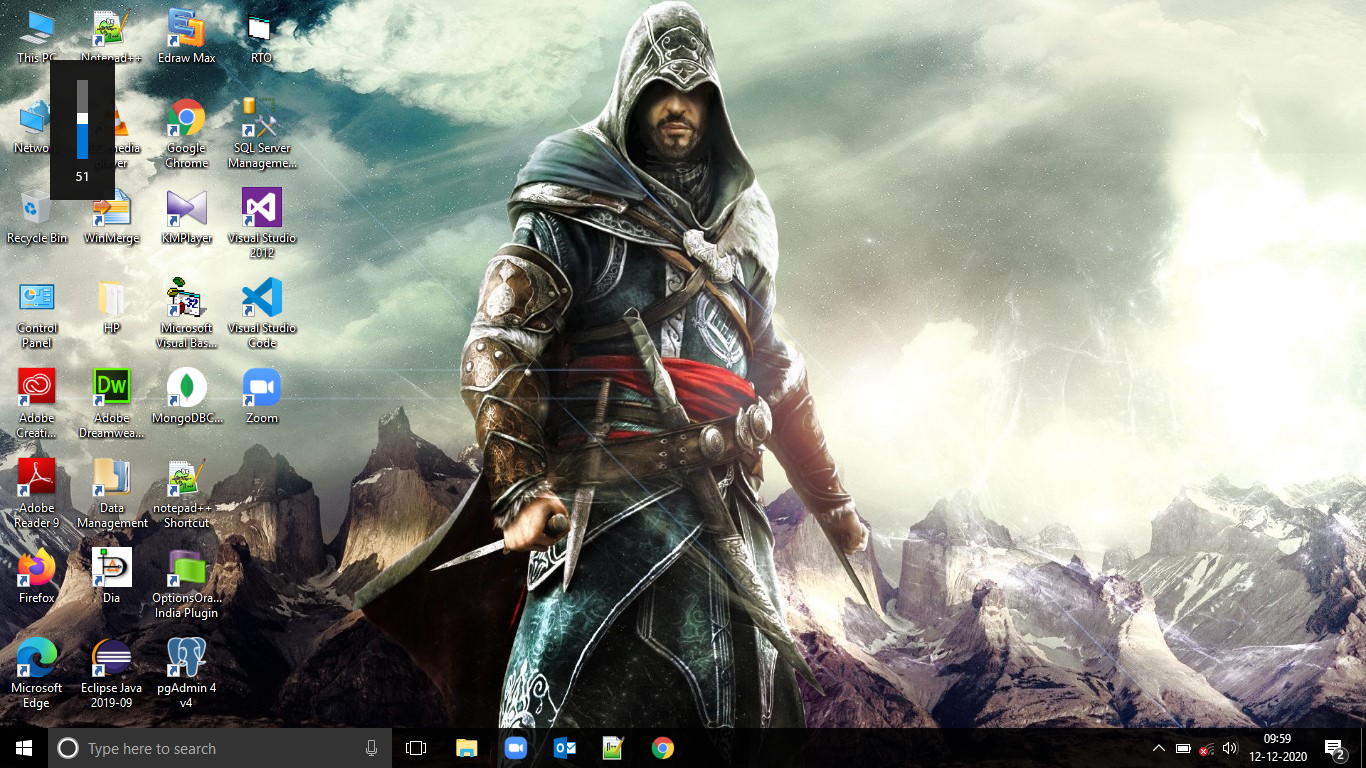 This PC
Notepad++
Edraw Max
RTO
Google
Chrome
SQL Server
Manageme...
51
Recycle Bin
WinMerge
KMPlayer
Visual Studio
2012
Control
Panel
HP
Microsoft
Visual Bas...
Visual Studio
Code
Adobe
Creati...
Dw
Adobe
Dreamwea...
MongoDBC...
Zoom
Adobe
Reader 9
Data
Management
notepad++ -
Shortcut
Firefox
Dia
OptionsOra...
India Plugin
Microsoft
Edge
Eclipse Java
2019-09
pgAdmin 4
v4
Type here to search
09:59
12-12-2020
2